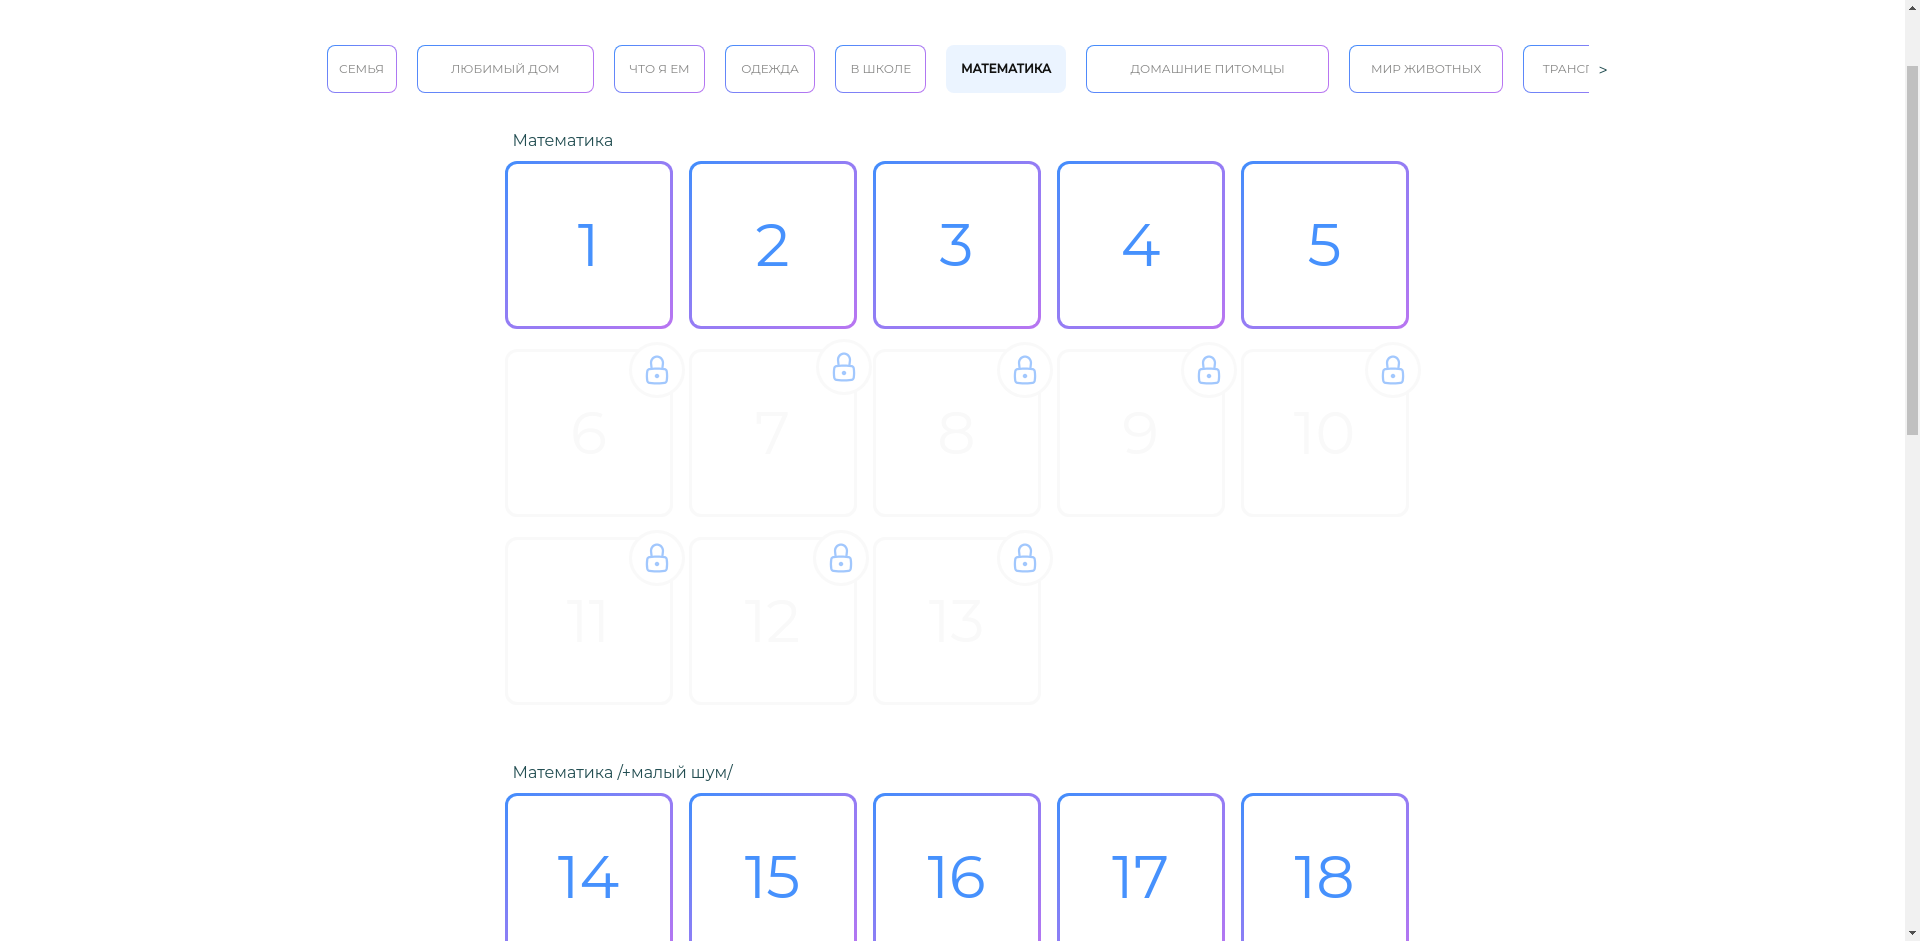 СЕМЬЯ ЛЮБИМЫЙ ДОМ ЧТО Я ЕМ ОДЕЖДА В ШКОЛЕ МАТЕМАТИКА ДОМАШНИЕ ПИТОМЦЫ МИР ЖИВОТНЫХ >
Математика
1 2 3 4 5
6 7 8 9 10
11 12 13
Математика /+малый шум/
14 15 16 17 18